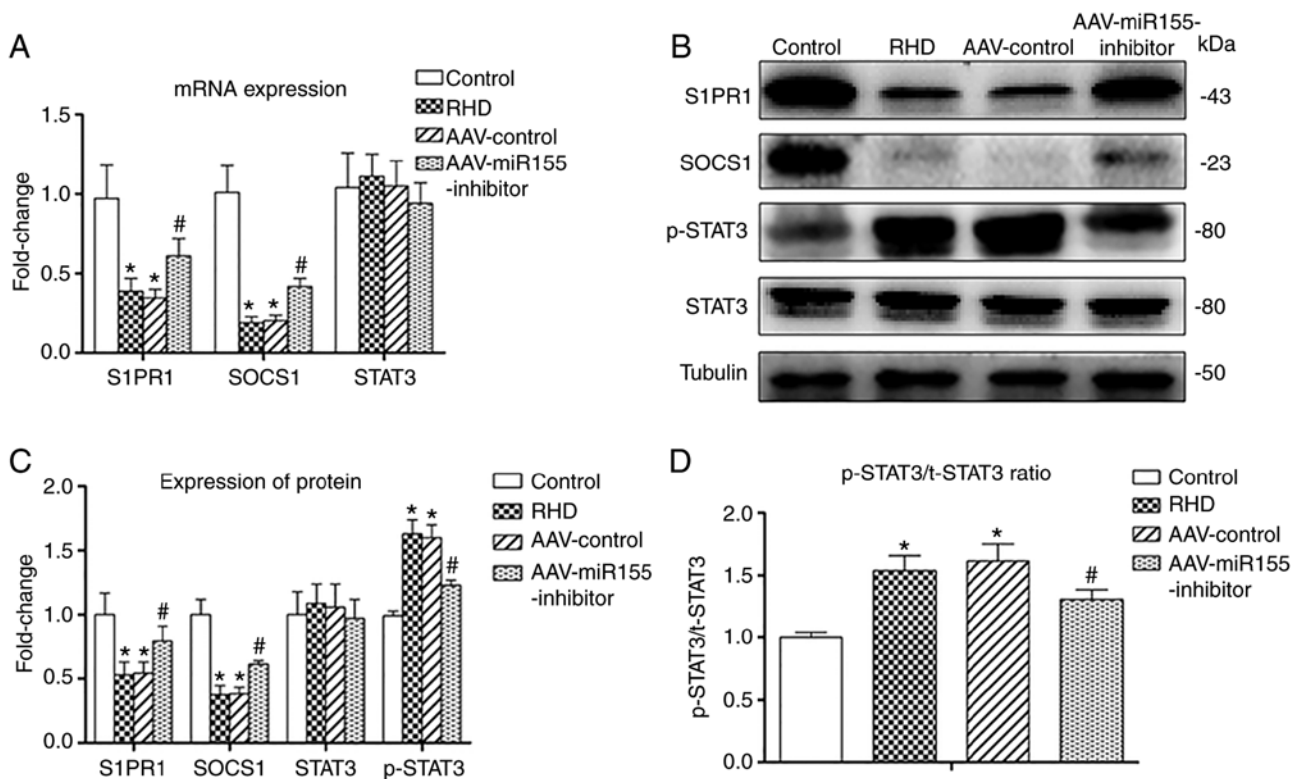 A
mRNA expression
Control
RHD
AAV-control
AAV-miR155
-inhibitor
Fold-change
1.5
1.0
0.5
0.0
* * #
* * #
S1PR1 SOCS1 STAT3
B
Control RHD AAV-control AAV-miR155-
inhibitor kDa
S1PR1 -43
SOCS1 -23
p-STAT3 -80
STAT3 -80
Tubulin -50
C
Expression of protein
Control
RHD
AAV-control
AAV-miR155
-inhibitor
Fold-change
2.0
1.5
1.0
0.5
0.0
* * #
* * #
* * #
S1PR1 SOCS1 STAT3 p-STAT3
D
p-STAT3/t-STAT3 ratio
Control
RHD
AAV-control
AAV-miR155
-inhibitor
p-STAT3/t-STAT3
2.0
1.5
1.0
0.5
0.0
* * #